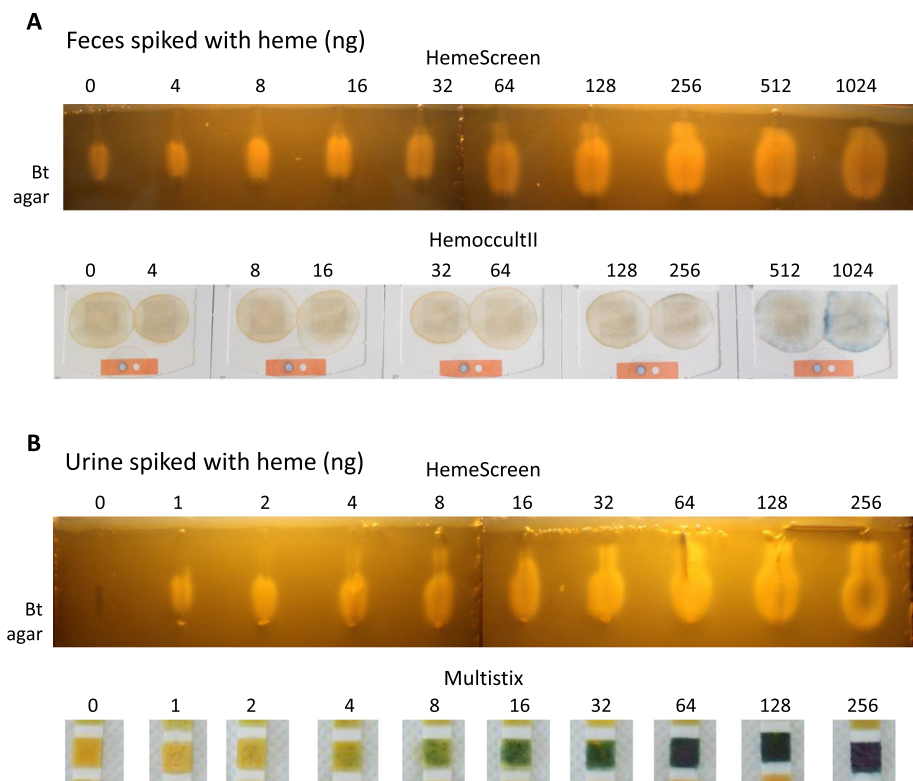 A
Feces spiked with heme (ng)
HemeScreen
0 4 8 16 32 64 128 256 512 1024
Bt
agar
HemoccultII
0 4 8 16 32 64 128 256 512 1024
B
Urine spiked with heme (ng)
HemeScreen
0 1 2 4 8 16 32 64 128 256
Bt
agar
Multistix
0 1 2 4 8 16 32 64 128 256